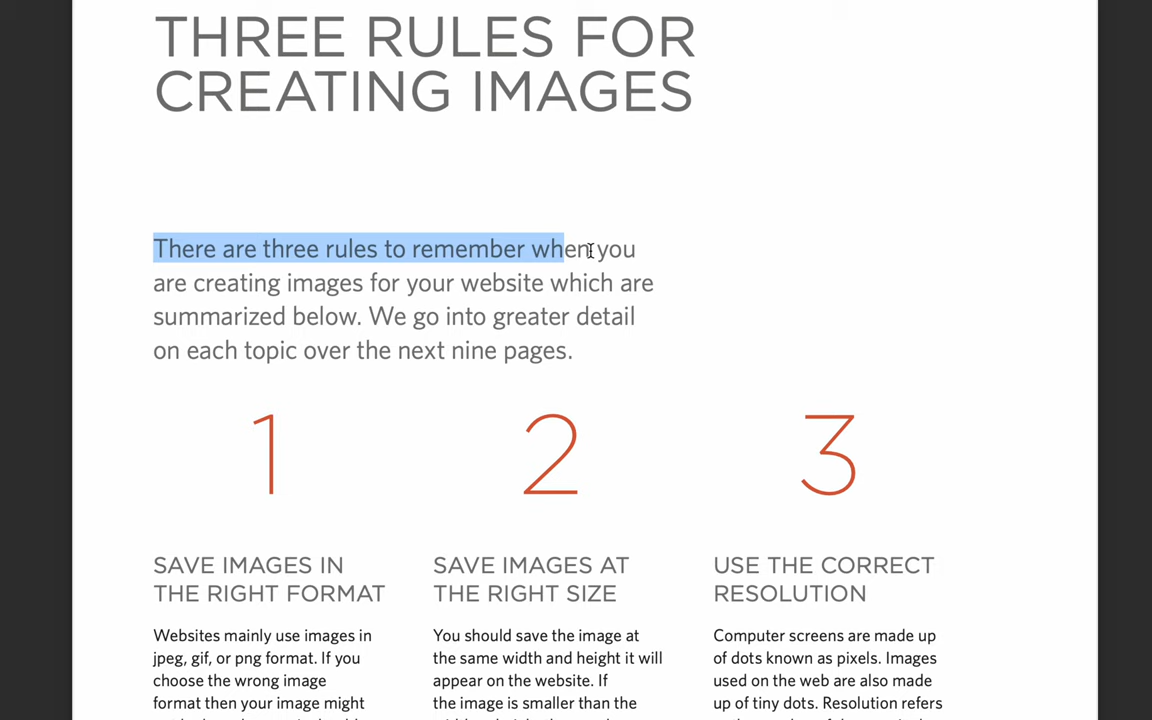 THREE RULES FOR
CREATING IMAGES
There are three rules to remember when you
are creating images for your website which are
summarized below. We go into greater detail
on each topic over the next nine pages.
1
SAVE IMAGES IN
THE RIGHT FORMAT
Websites mainly use images in
jpeg, gif, or png format. If you
choose the wrong image
format then your image might
2
SAVE IMAGES AT
THE RIGHT SIZE
You should save the image at
the same width and height it will
appear on the website. If
the image is smaller than the
3
USE THE CORRECT
RESOLUTION
Computer screens are made up
of dots known as pixels. Images
used on the web are also made
up of tiny dots. Resolution refers